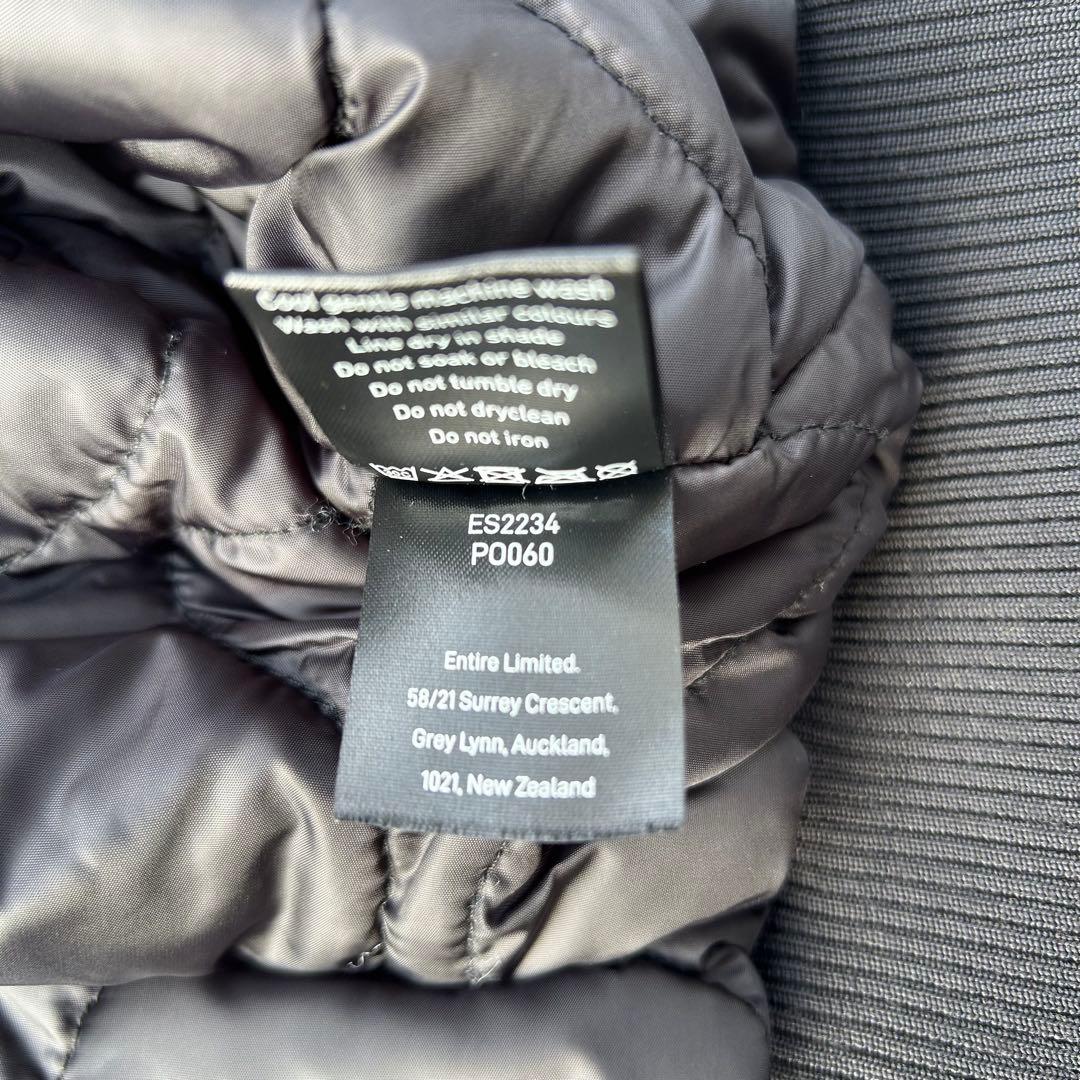 Cool gentle machine wash
Wash with similar colours
Line dry in shade
Do not soak or bleach
Do not tumble dry
Do not dryclean
Do not iron
ES2234
PO060
Entire Limited.
58/21 Surrey Crescent,
Grey Lynn, Auckland,
1021, New Zealand